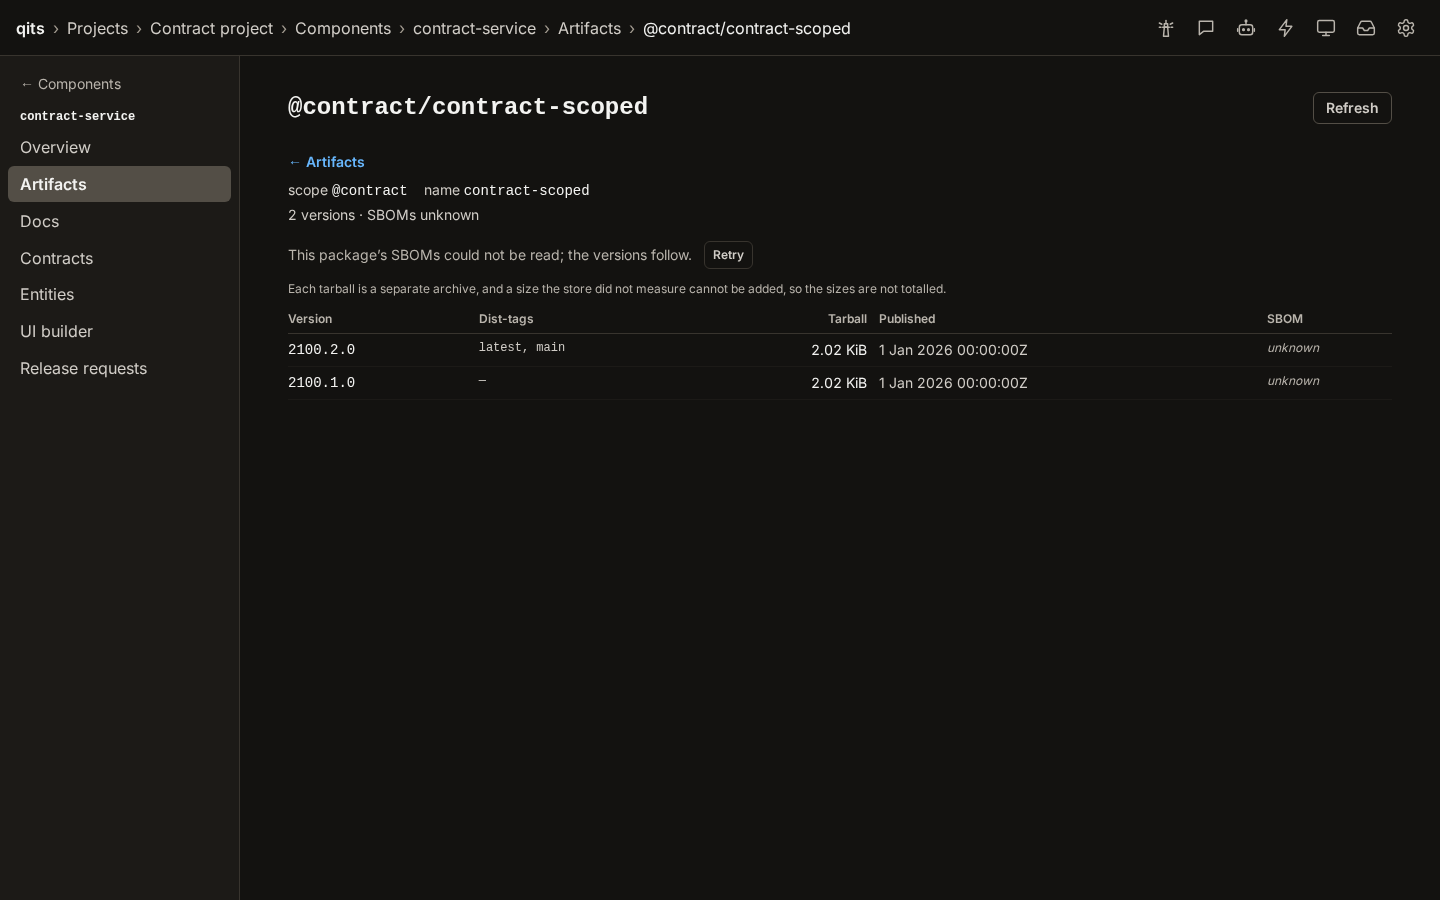 qits › Projects › Contract project › Components › contract-service › Artifacts › @contract/contract-scoped
← Components
contract-service
Overview
Artifacts
Docs
Contracts
Entities
UI builder
Release requests
@contract/contract-scoped
Refresh
← Artifacts
scope @contract name contract-scoped
2 versions · SBOMs unknown
This package’s SBOMs could not be read; the versions follow. Retry
Each tarball is a separate archive, and a size the store did not measure cannot be added, so the sizes are not totalled.
Version Dist-tags Tarball Published SBOM
2100.2.0 latest, main 2.02 KiB 1 Jan 2026 00:00:00Z unknown
2100.1.0 — 2.02 KiB 1 Jan 2026 00:00:00Z unknown